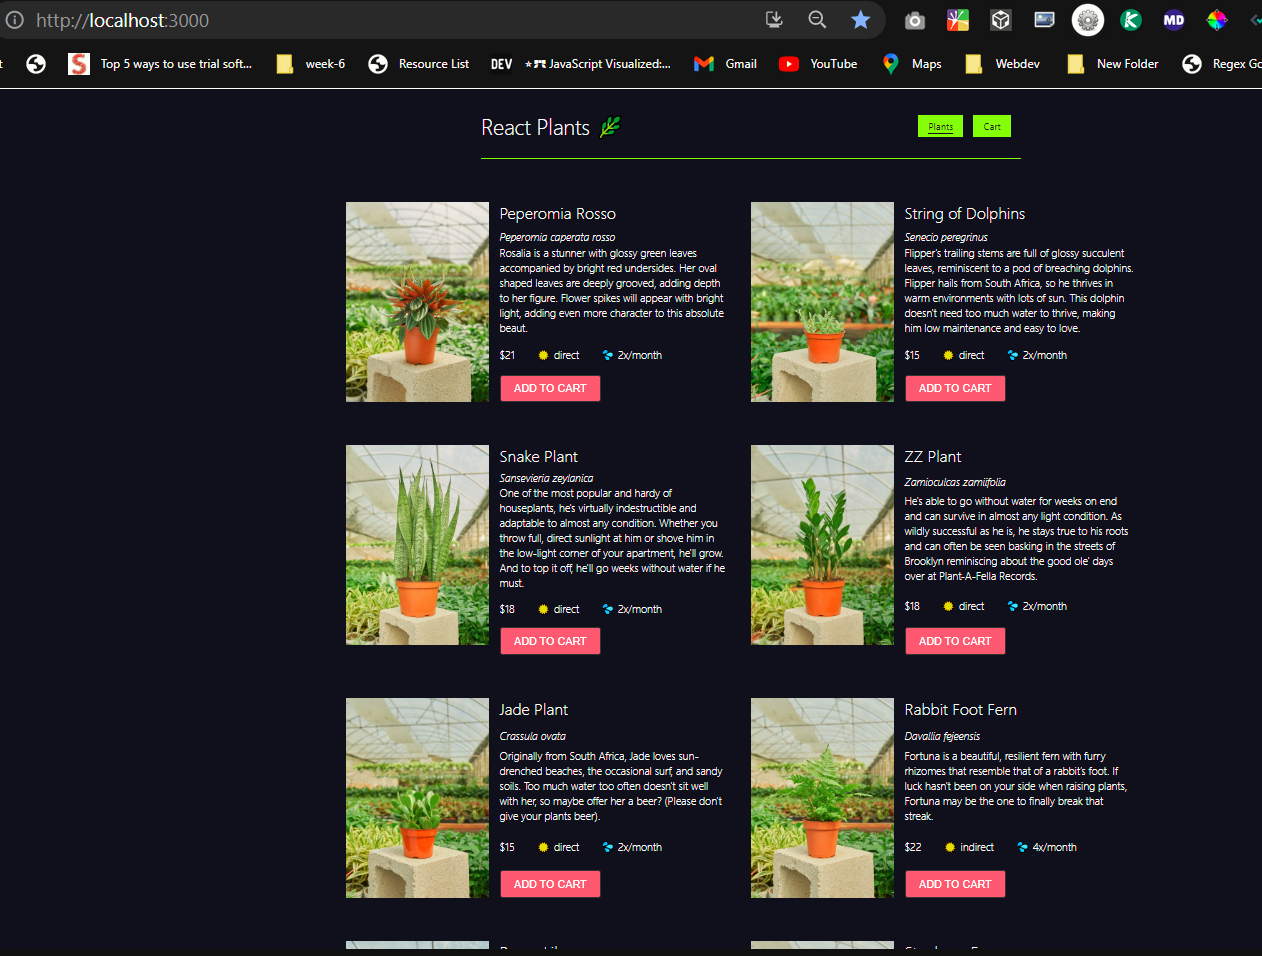 http://localhost:3000
MD
t
Top 5 ways to use trial soft...
week-6
Resource List
DEV
JavaScript Visualized:...
Gmail
YouTube
Maps
Webdev
New Folder
Regex Go
React Plants
Plants
Cart
Peperomia Rosso
Peperomia caperata rosso
Rosalia is a stunner with glossy green leaves
accompanied by bright red undersides. Her oval
shaped leaves are deeply grooved, adding depth
to her figure. Flower spikes will appear with bright
light, adding even more character to this absolute
beaut.
$21 direct 2x/month
ADD TO CART
String of Dolphins
Senecio peregrinus
Flipper's trailing stems are full of glossy succulent
leaves, reminiscent to a pod of breaching dolphins.
Flipper hails from South Africa, so he thrives in
warm environments with lots of sun. This dolphin
doesn't need too much water to thrive, making
him low maintenance and easy to love.
$15 direct 2x/month
ADD TO CART
Snake Plant
Sansevieria zeylanica
One of the most popular and hardy of
houseplants, he's virtually indestructible and
adaptable to almost any condition. Whether you
throw full, direct sunlight at him or shove him in
the low-light corner of your apartment, he'll grow.
And to top it off, he'll go weeks without water if he
must.
$18 direct 2x/month
ADD TO CART
ZZ Plant
Zamioculcas zamiifolia
He's able to go without water for weeks on end
and can survive in almost any light condition. As
wildly successful as he is, he stays true to his roots
and can often be seen basking in the streets of
Brooklyn reminiscing about the good ole' days
over at Plant-A-Fella Records.
$18 direct 2x/month
ADD TO CART
Jade Plant
Crassula ovata
Originally from South Africa, Jade loves sun-
drenched beaches, the occasional surf, and sandy
soils. Too much water too often doesn't sit well
with her, so maybe offer her a beer? (Please don't
give your plants beer).
$15 direct 2x/month
ADD TO CART
Rabbit Foot Fern
Davallia fejeensis
Fortuna is a beautiful, resilient fern with furry
rhizomes that resemble that of a rabbit's foot. If
luck hasn't been on your side when raising plants,
Fortuna may be the one to finally break that
streak.
$22 indirect 4x/month
ADD TO CART